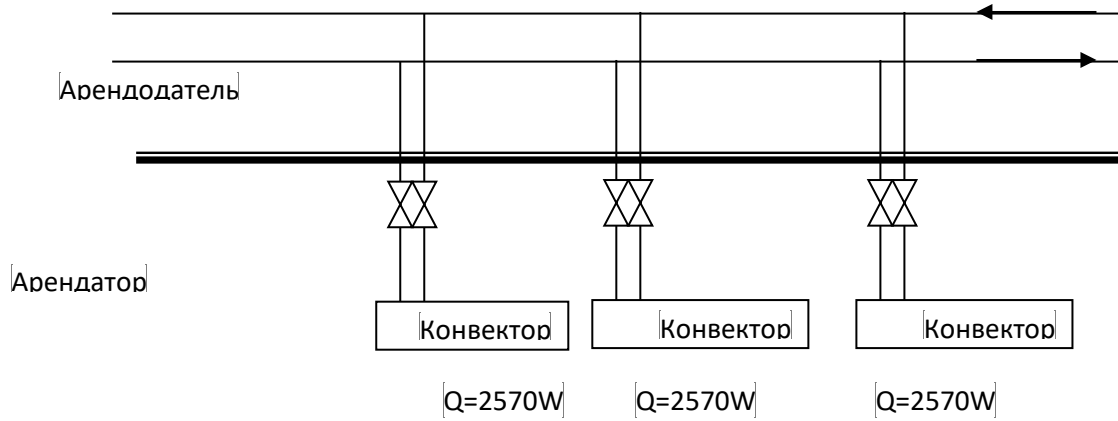 Арендодатель
Арендатор
Конвектор Конвектор Конвектор
Q=2570W Q=2570W Q=2570W